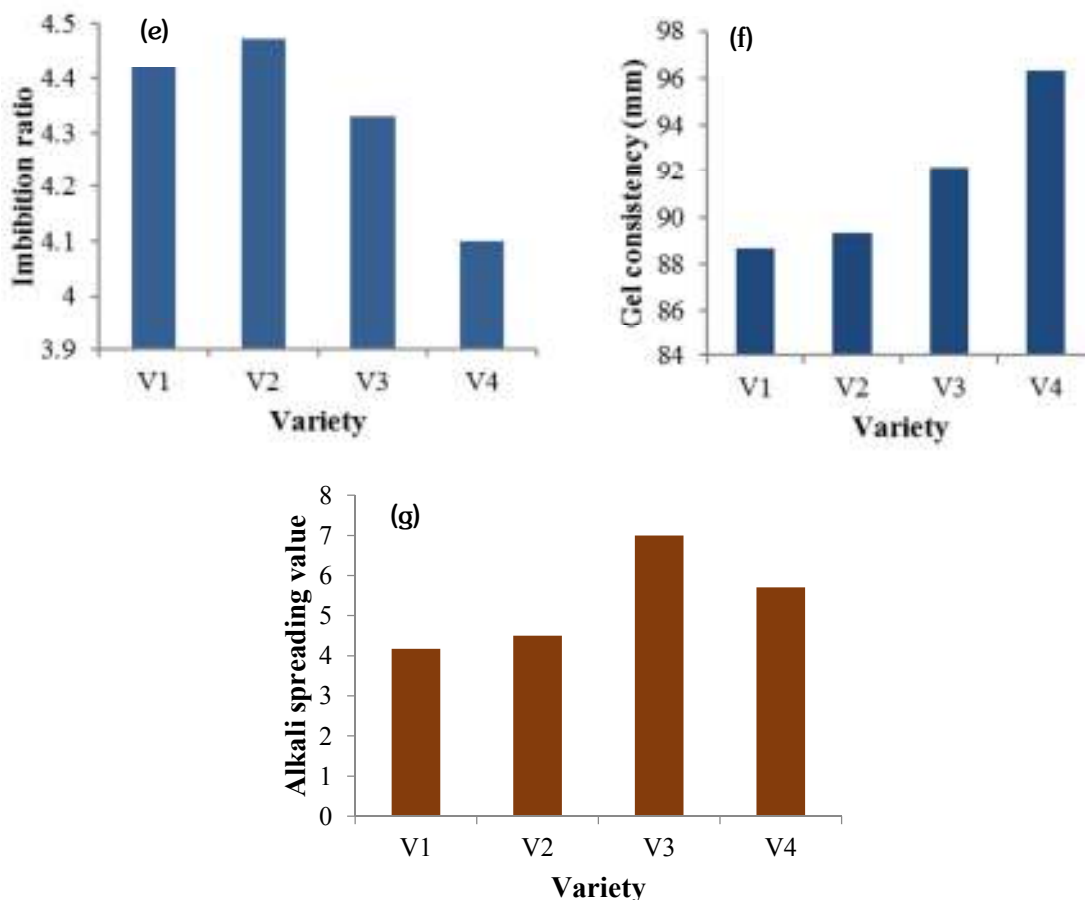 (e)
Imbibition ratio
4.5
4.4
4.3
4.2
4.1
4
3.9
V1 V2 V3 V4
Variety
(f)
Gel consistency (mm)
98
96
94
92
90
88
86
84
V1 V2 V3 V4
Variety
(g)
Alkali spreading value
8
7
6
5
4
3
2
1
0
V1 V2 V3 V4
Variety